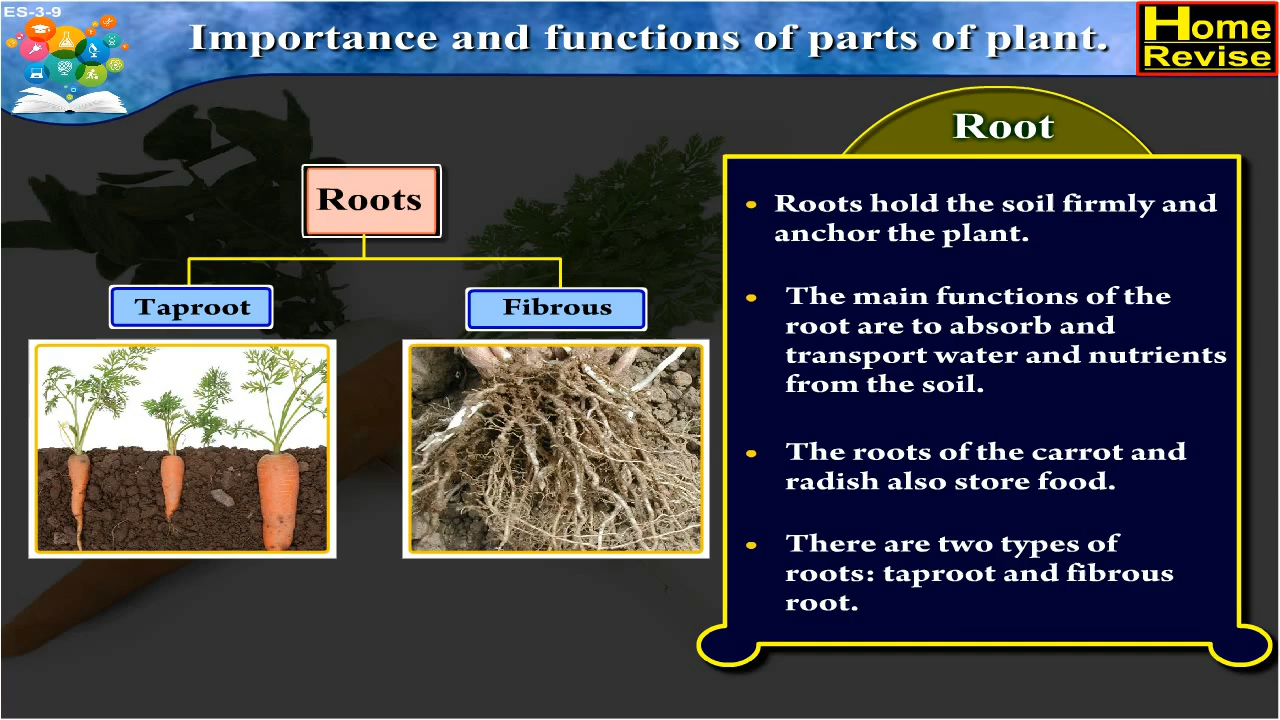 ES-3-9
Importance and functions of parts of plant.
Home
Revise
Roots
Taproot
Fibrous
Root
• Roots hold the soil firmly and
anchor the plant.
• The main functions of the
root are to absorb and
transport water and nutrients
from the soil.
• The roots of the carrot and
radish also store food.
• There are two types of
roots: taproot and fibrous
root.